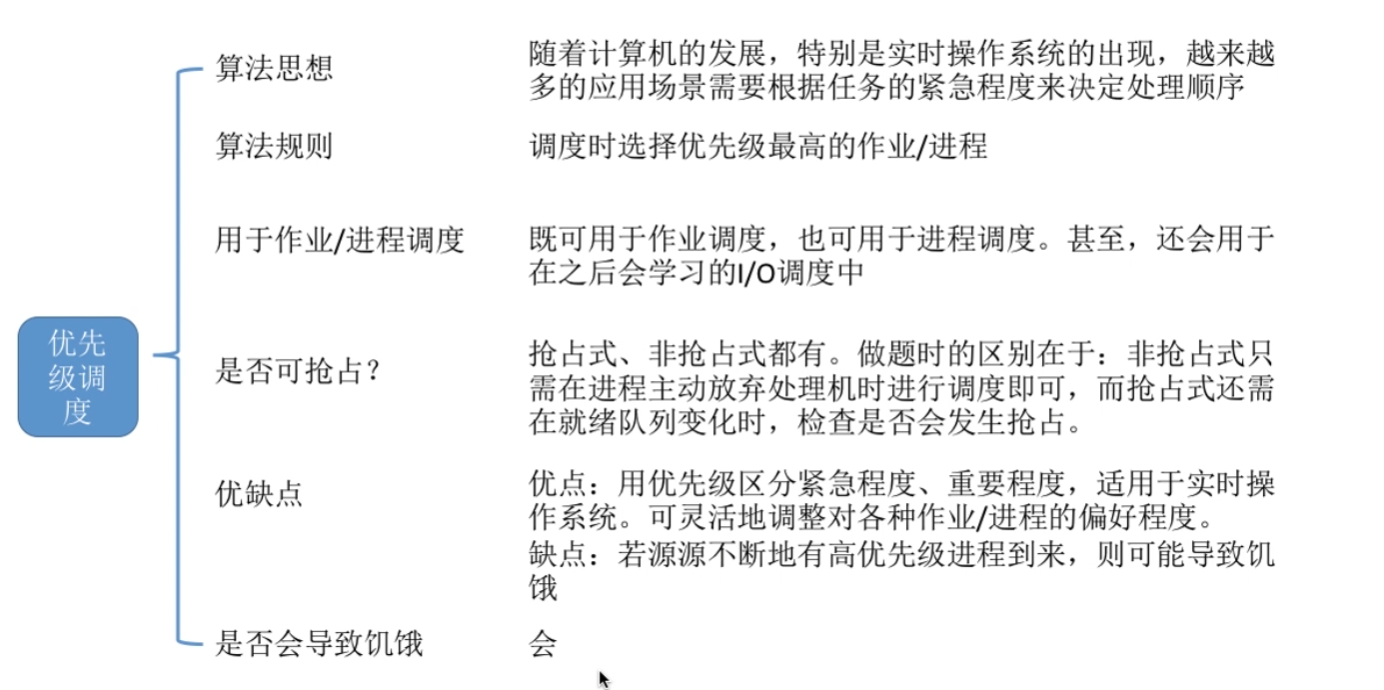 优先
级调
度
算法思想
随着计算机的发展，特别是实时操作系统的出现，越来越
多的应用场景需要根据任务的紧急程度来决定处理顺序
算法规则
调度时选择优先级最高的作业/进程
用于作业/进程调度
既可用于作业调度，也可用于进程调度。甚至，还会用于
在之后会学习的I/O调度中
是否可抢占？
抢占式、非抢占式都有。做题时的区别在于：非抢占式只
需在进程主动放弃处理机时进行调度即可，而抢占式还需
在就绪队列变化时，检查是否会发生抢占。
优缺点
优点：用优先级区分紧急程度、重要程度，适用于实时操
作系统。可灵活地调整对各种作业/进程的偏好程度。
缺点：若源源不断地有高优先级进程到来，则可能导致饥
饿
是否会导致饥饿
会